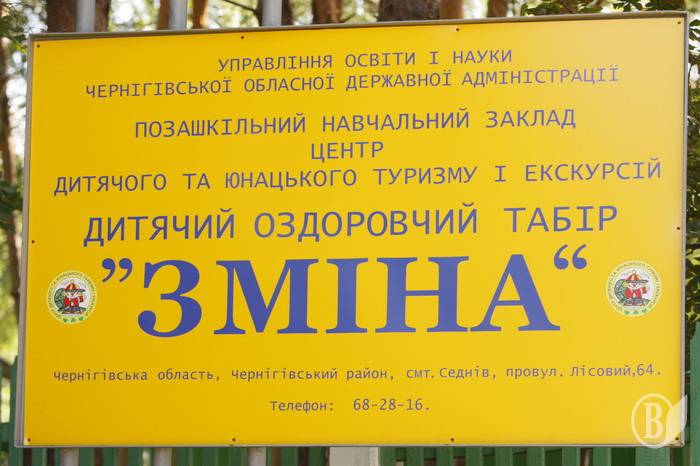 УПРАВЛІННЯ ОСВІТИ І НАУКИ
ЧЕРНІГІВСЬКОЇ ОБЛАСНОЇ ДЕРЖАВНОЇ АДМІНІСТРАЦІЇ
ПОЗАШКІЛЬНИЙ НАВЧАЛЬНИЙ ЗАКЛАД
ЦЕНТР
ДИТЯЧОГО ТА ЮНАЦЬКОГО ТУРИЗМУ І ЕКСКУРСІЙ
ДИТЯЧИЙ ОЗДОРОВЧИЙ ТАБІР
”ЗМІНА“
Чернігівська область, Чернігівський район, смт. Седнів, провул. Лісовий,64.
Телефон: 68-28-16.
В